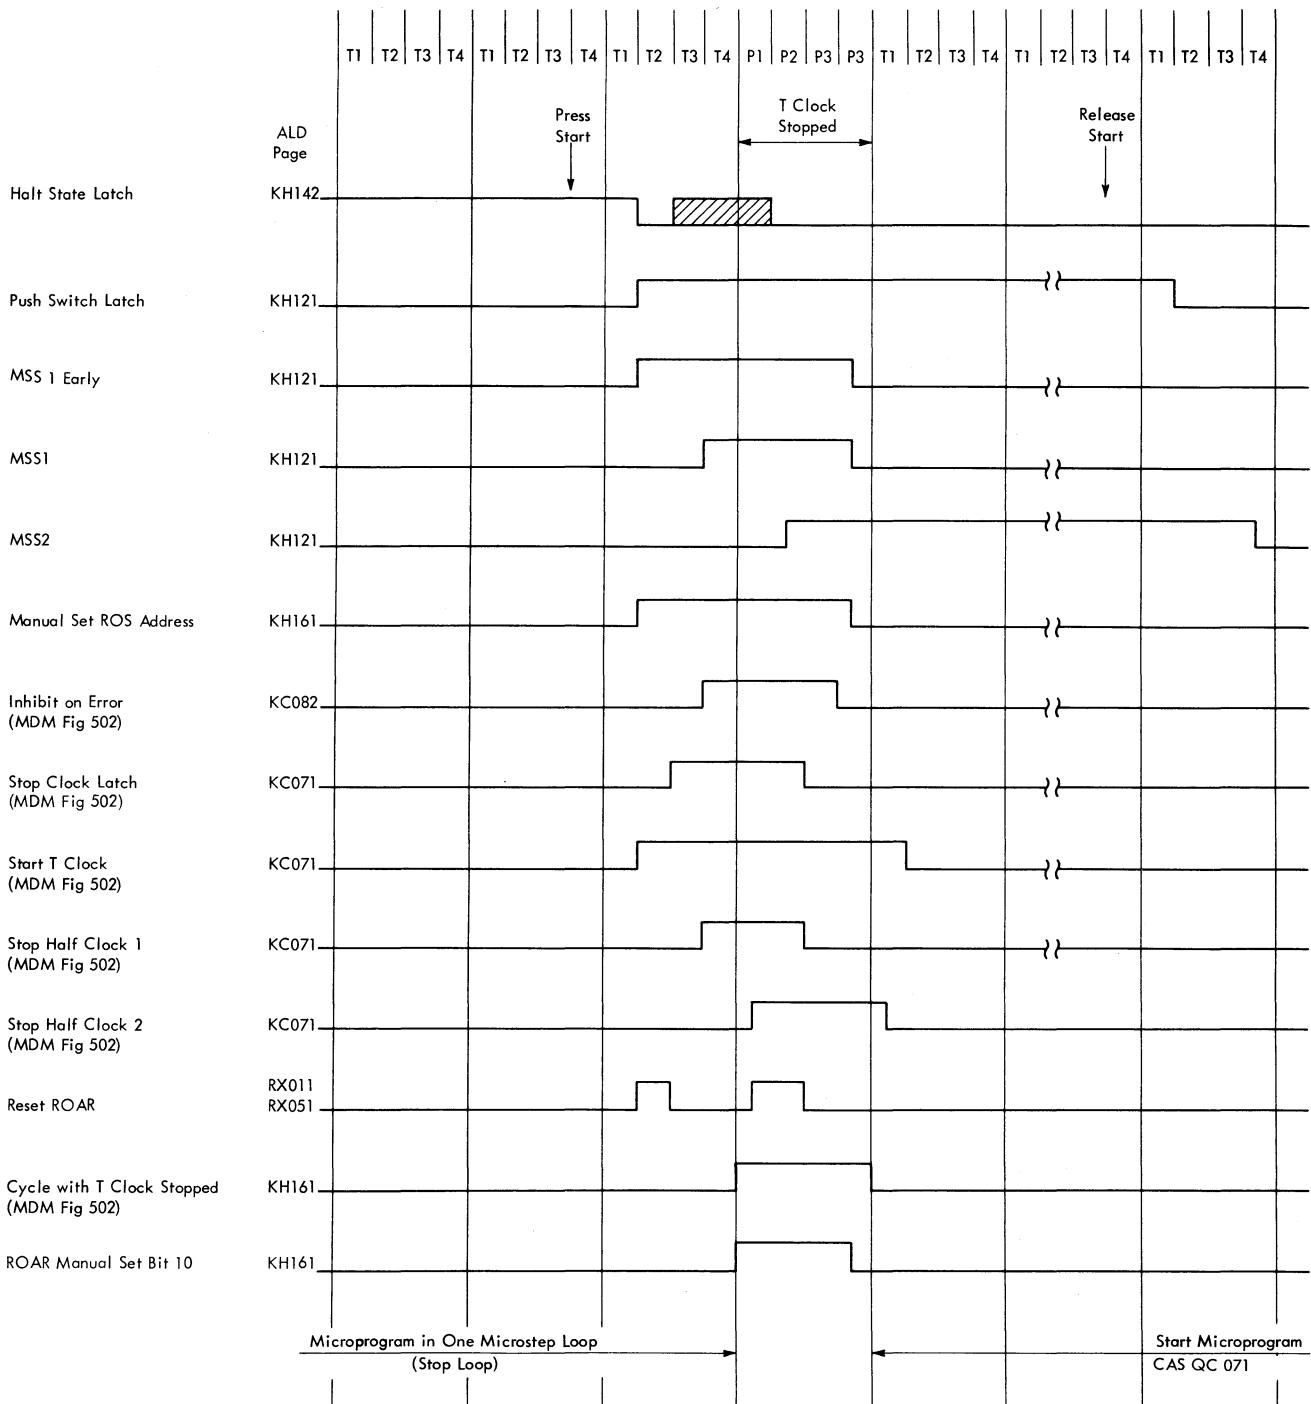 T1 T2 T3 T4 T1 T2 T3 T4 T1 T2 T3 T4 P1 P2 P3 P3 T1 T2 T3 T4 T1 T2 T3 T4 T1 T2 T3 T4
T Clock
Stopped
Press
Start
Release
Start
ALD
Page
Halt State Latch KH142
Push Switch Latch KH121
MSS 1 Early KH121
MSS1 KH121
MSS2 KH121
Manual Set ROS Address KH161
Inhibit on Error KC082
(MDM Fig 502)
Stop Clock Latch KC071
(MDM Fig 502)
Start T Clock KC071
(MDM Fig 502)
Stop Half Clock 1 KC071
(MDM Fig 502)
Stop Half Clock 2 KC071
(MDM Fig 502)
RX011
Reset ROAR RX051
Cycle with T Clock Stopped KH161
(MDM Fig 502)
ROAR Manual Set Bit 10 KH161
Microprogram in One Microstep Loop
(Stop Loop)
Start Microprogram
CAS QC 071